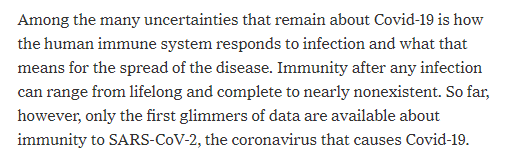 Among the many uncertainties that remain about Covid-19 is how
the human immune system responds to infection and what that
means for the spread of the disease. Immunity after any infection
can range from lifelong and complete to nearly nonexistent. So far,
however, only the first glimmers of data are available about
immunity to SARS-CoV-2, the coronavirus that causes Covid-19.